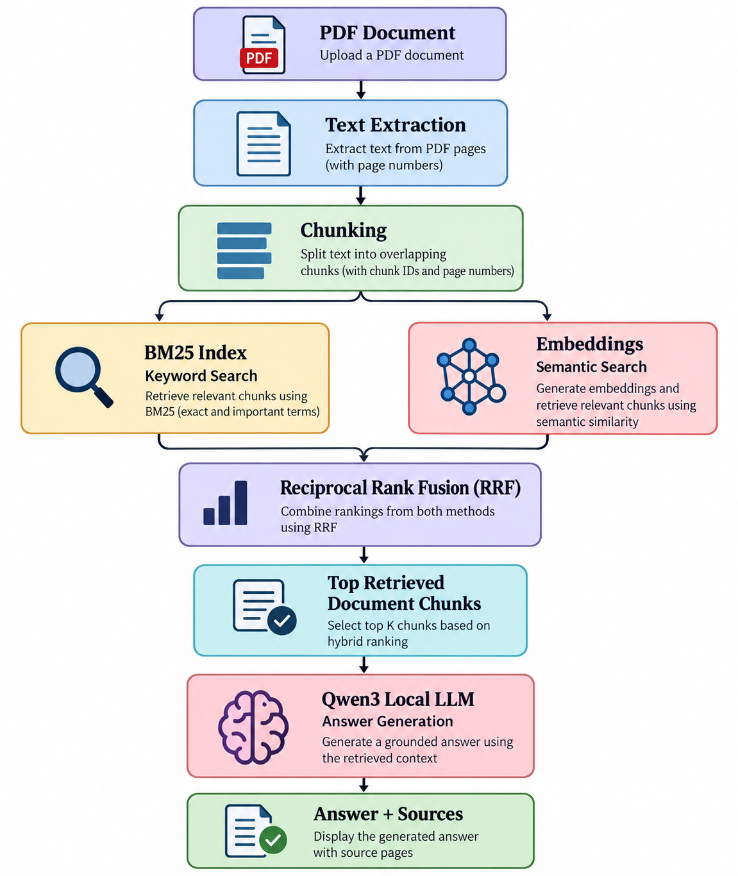 PDF
PDF Document
Upload a PDF document
Text Extraction
Extract text from PDF pages
(with page numbers)
Chunking
Split text into overlapping
chunks (with chunk IDs and page numbers)
BM25 Index
Keyword Search
Retrieve relevant chunks using
BM25 (exact and important terms)
Embeddings
Semantic Search
Generate embeddings and
retrieve relevant chunks using
semantic similarity
Reciprocal Rank Fusion (RRF)
Combine rankings from both methods
using RRF
Top Retrieved
Document Chunks
Select top K chunks based on
hybrid ranking
Qwen3 Local LLM
Answer Generation
Generate a grounded answer using
the retrieved context
Answer + Sources
Display the generated answer
with source pages